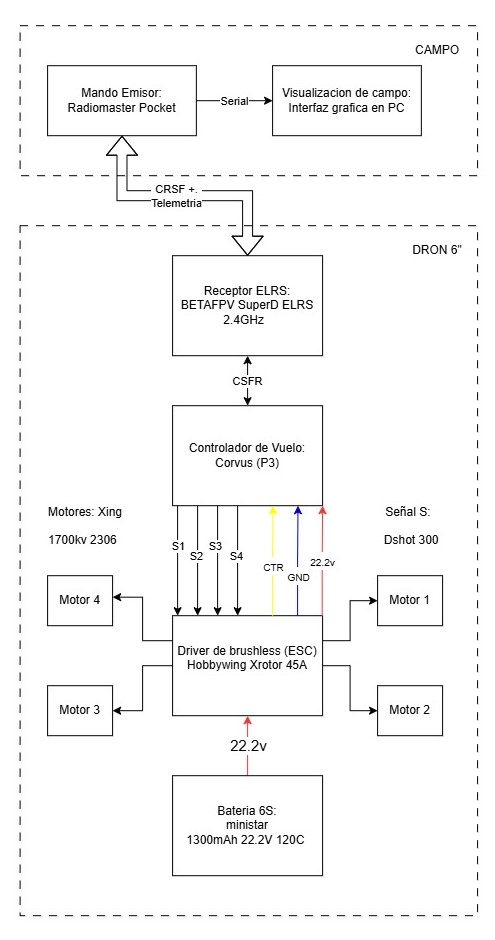 CAMPO
Mando Emisor:
Radiomaster Pocket
Serial
Visualizacion de campo:
Interfaz grafica en PC
CRSF +.
Telemetria
DRON 6"
Receptor ELRS:
BETAFPV SuperD ELRS
2.4GHz
CSFR
Controlador de Vuelo:
Corvus (P3)
Motores: Xing
1700kv 2306
Señal S:
Dshot 300
S1
S2
S3
S4
CTR
GND
22.2v
Motor 4
Motor 1
Driver de brushless (ESC)
Hobbywing Xrotor 45A
Motor 3
Motor 2
22.2v
Bateria 6S:
ministar
1300mAh 22.2V 120C